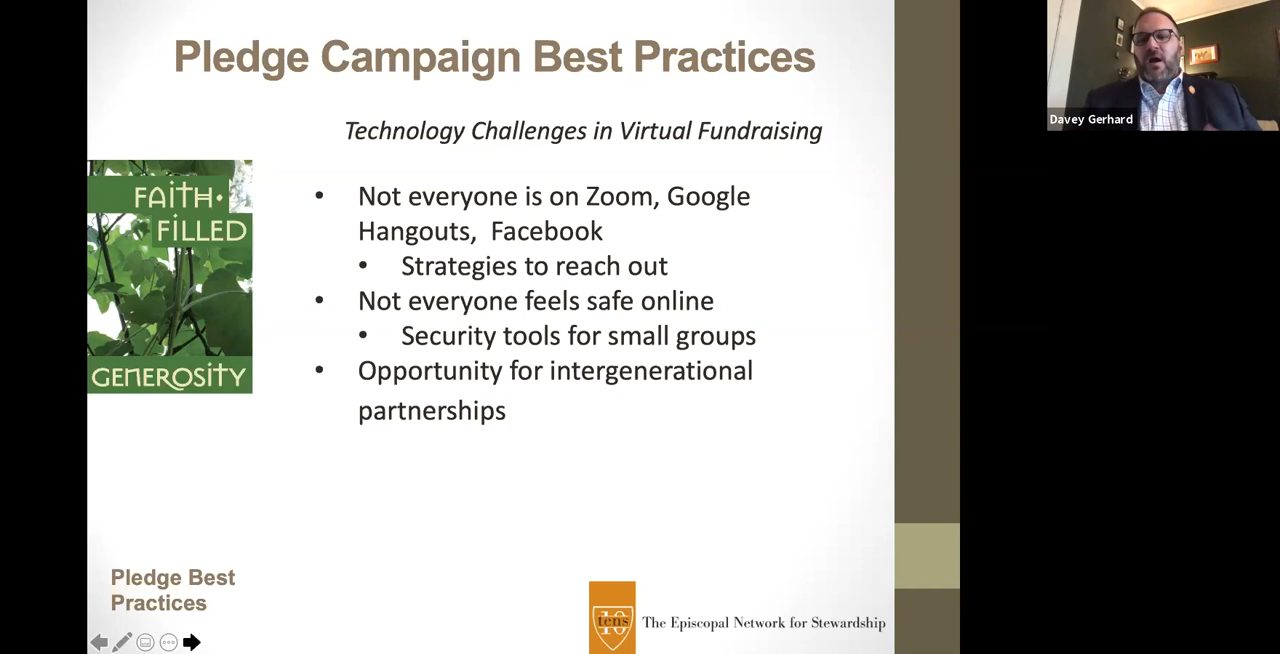 Pledge Campaign Best Practices
Davey Gerhard
Technology Challenges in Virtual Fundraising
FAITH·
FILLED
GENEROSITY
• Not everyone is on Zoom, Google
Hangouts, Facebook
• Strategies to reach out
• Not everyone feels safe online
• Security tools for small groups
• Opportunity for intergenerational
partnerships
Pledge Best
Practices
tens
10
The Episcopal Network for Stewardship